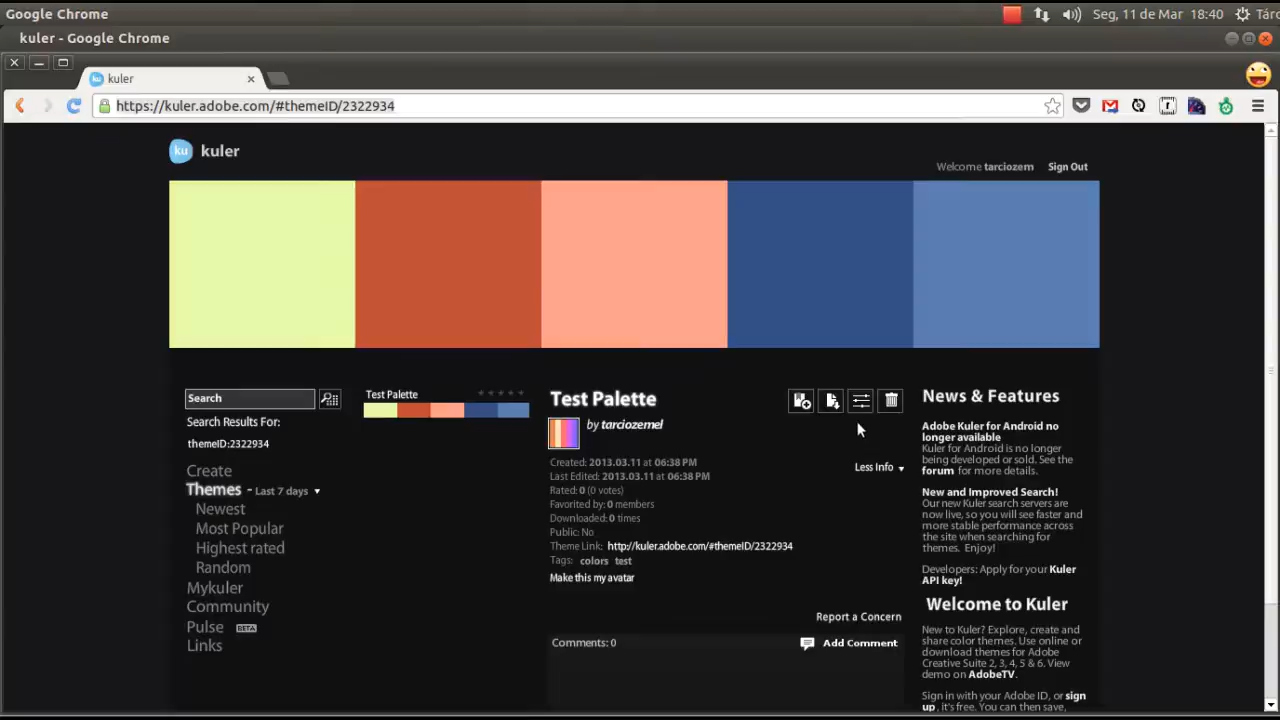 Google Chrome
Seg, 11 de Mar 18:40
Tárc
kuler - Google Chrome
ku kuler
https://kuler.adobe.com/#themeID/2322934
ku kuler
Welcome tarciozem Sign Out
Search
Search Results For:
themeID:2322934
Create
Themes - Last 7 days
Newest
Most Popular
Highest rated
Random
Mykuler
Community
Pulse BETA
Links
Test Palette
Test Palette
by tarciozemel
Less Info
Created: 2013.03.11 at 06:38 PM
Last Edited: 2013.03.11 at 06:38 PM
Rated: 0 (0 votes)
Favorited by: 0 members
Downloaded: 0 times
Public: No
Theme Link: http://kuler.adobe.com/#themeID/2322934
Tags: colors test
Make this my avatar
Report a Concern
Comments: 0 Add Comment
News & Features
Adobe Kuler for Android no
longer available
Kuler for Android is no longer
being developed or sold. See the
forum for more details.
New and Improved Search!
Our new Kuler search servers are
now live, so you will see faster and
more stable performance across
the site when searching for
themes. Enjoy!
Developers: Apply for your Kuler
API key!
Welcome to Kuler
New to Kuler? Explore, create and
share color themes. Use online or
download themes for Adobe
Creative Suite 2, 3, 4, 5 & 6. View
demo on AdobeTV.
Sign in with your Adobe ID, or sign
up, it's free. You can then save,